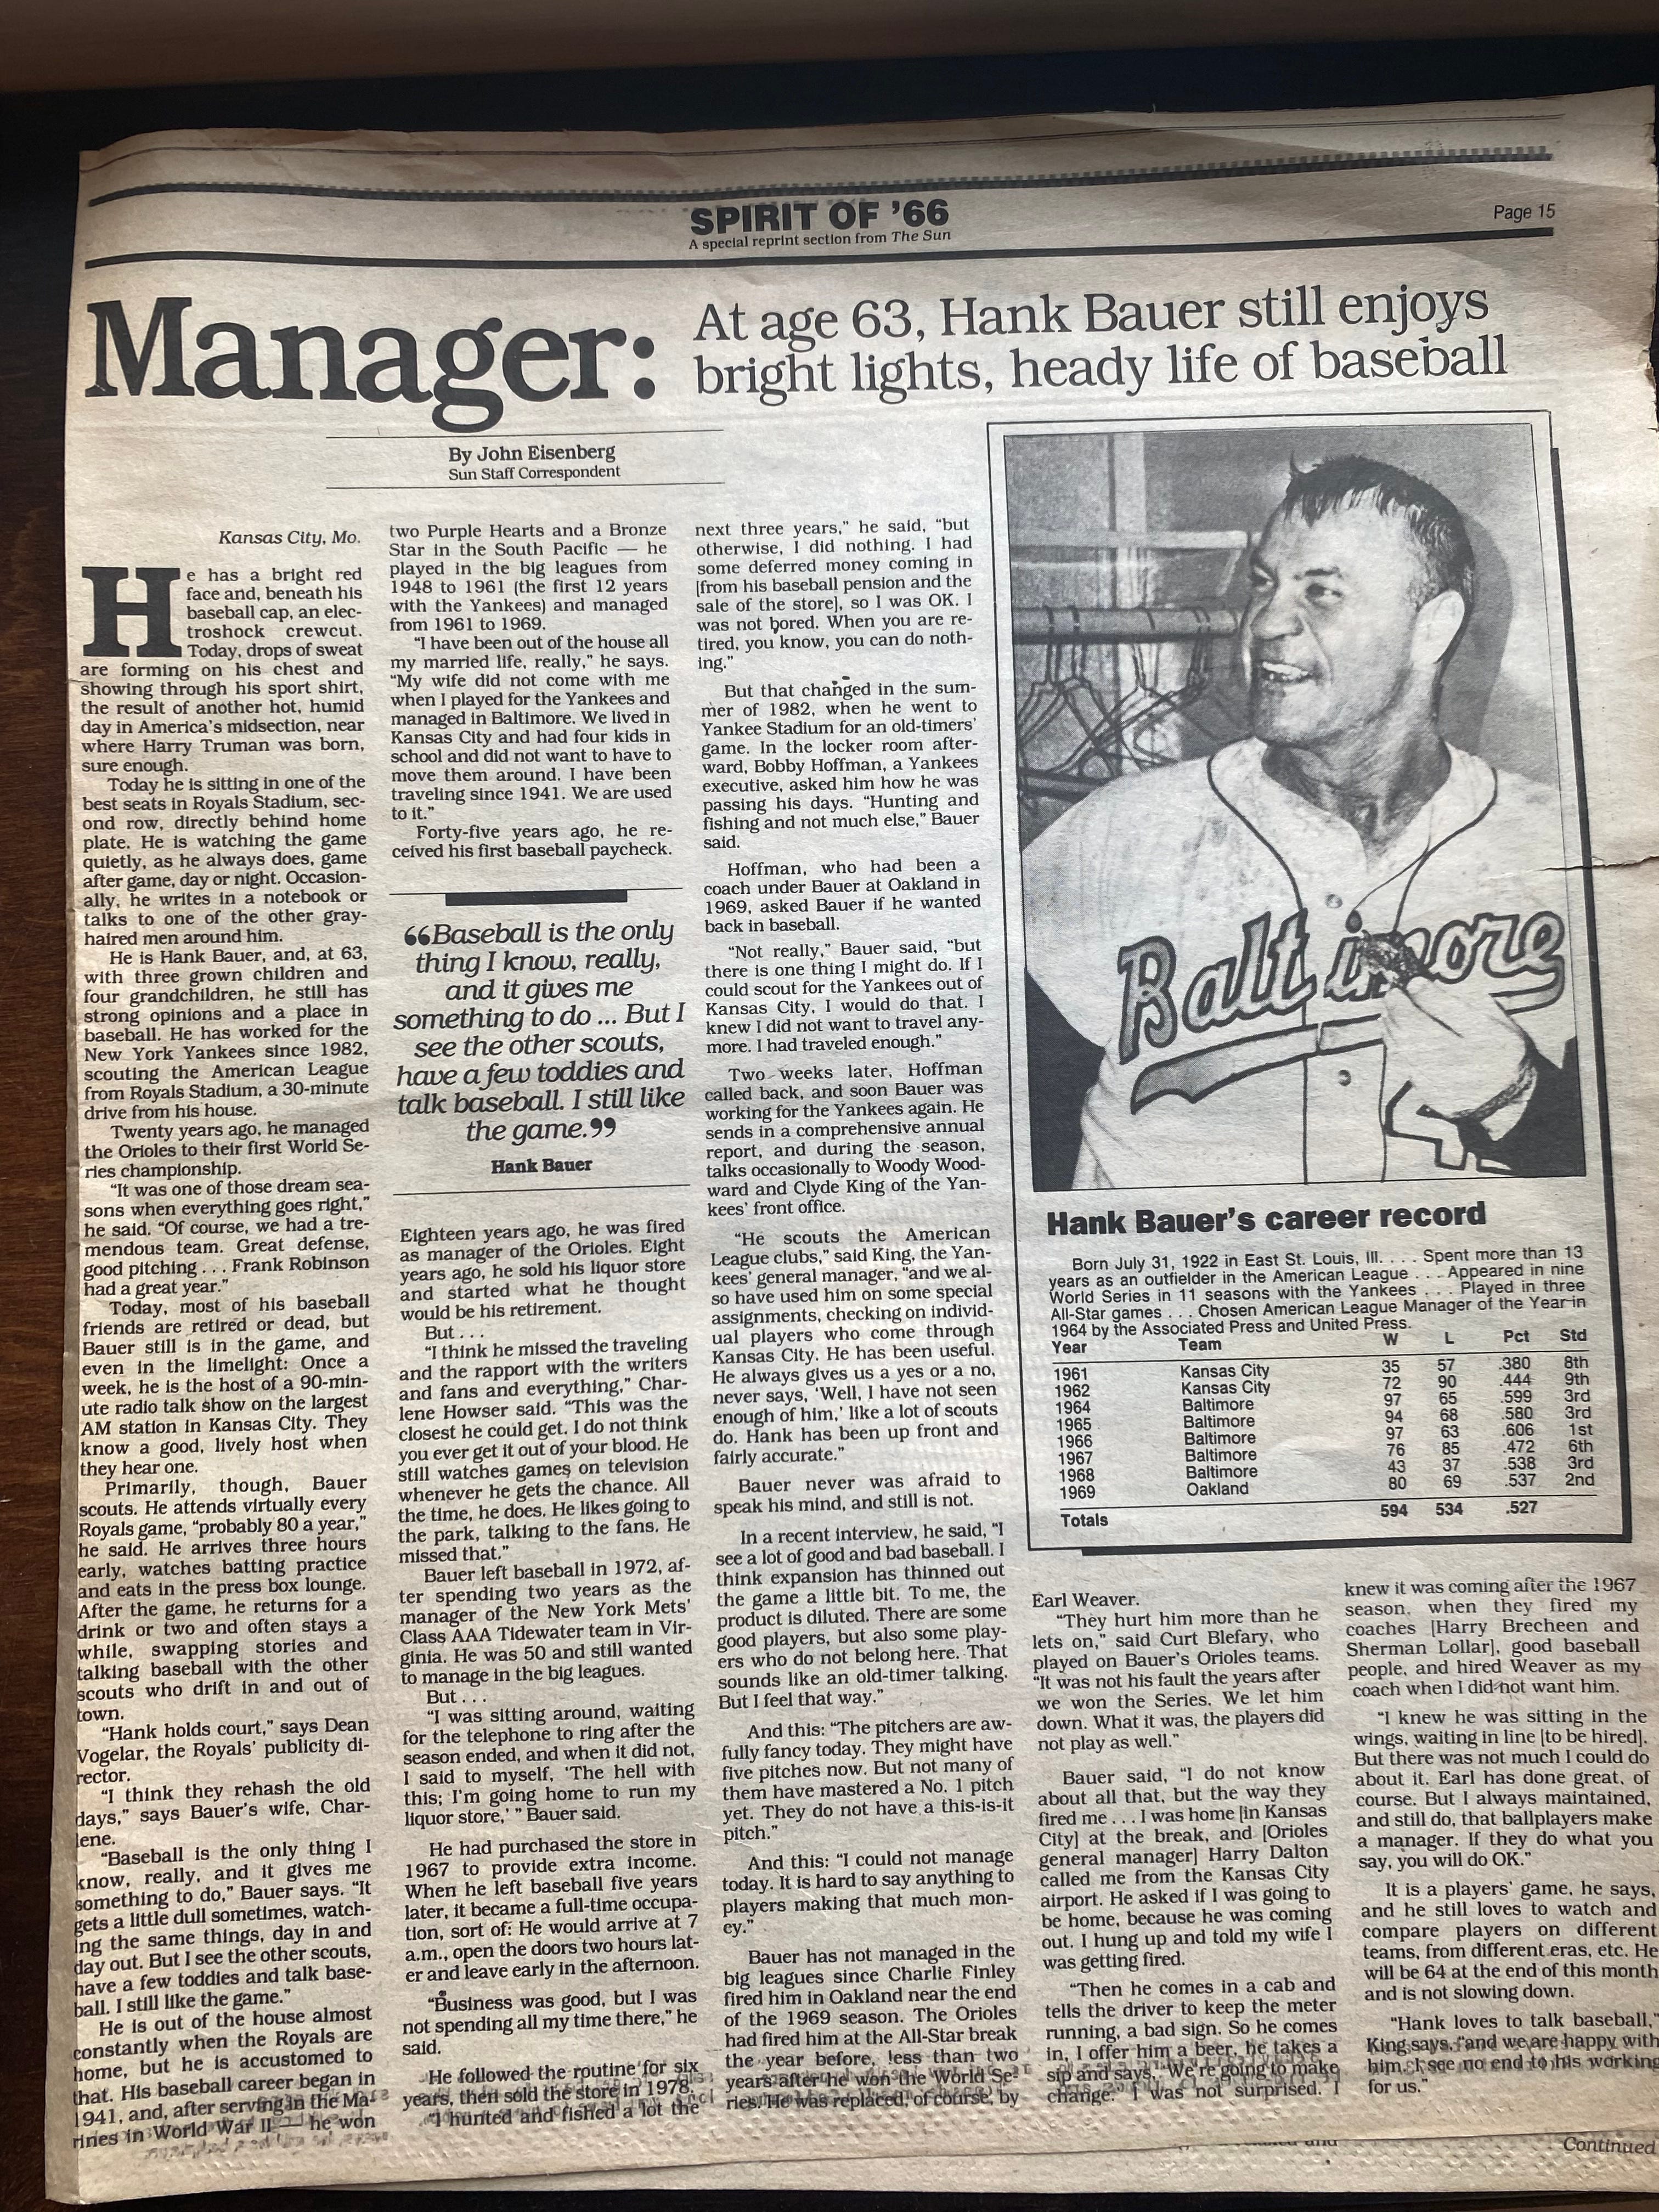 SPIRIT OF '66
A special reprint section from The Sun
Page 15
Manager:
At age 63, Hank Bauer still enjoys
bright lights, heady life of baseball
By John Eisenberg
Sun Staff Correspondent
Kansas City, Mo.
He has a bright red
face and, beneath his
baseball cap, an elec-
troshock crewcut.
Today, drops of sweat
are forming on his chest and
showing through his sport shirt,
the result of another hot, humid
day in America's midsection, near
where Harry Truman was born,
sure enough.
Today he is sitting in one of the
best seats in Royals Stadium, sec-
ond row, directly behind home
plate. He is watching the game
quietly, as he always does, game
after game, day or night. Occasion-
ally, he writes in a notebook or
talks to one of the other gray-
haired men around him.
He is Hank Bauer, and, at 63,
with three grown children and
four grandchildren, he still has
strong opinions and a place in
baseball. He has worked for the
New York Yankees since 1982,
scouting the American League
from Royals Stadium, a 30-minute
drive from his house.
Twenty years ago, he managed
the Orioles to their first World Se-
ries championship.
"It was one of those dream sea-
sons when everything goes right,"
he said. "Of course, we had a tre-
mendous team. Great defense,
good pitching . . . Frank Robinson
had a great year."
Today, most of his baseball
friends are retired or dead, but
Bauer still is in the game, and
even in the limelight: Once a
week, he is the host of a 90-min-
ute radio talk show on the largest
AM station in Kansas City. They
know a good, lively host when
they hear one.
Primarily, though, Bauer
scouts. He attends virtually every
Royals game, "probably 80 a year,"
he said. He arrives three hours
early, watches batting practice
and eats in the press box lounge.
After the game, he returns for a
drink or two and often stays a
while, swapping stories and
talking baseball with the other
scouts who drift in and out of
town.
"Hank holds court," says Dean
Vogelar, the Royals' publicity di-
rector.
"I think they rehash the old
days," says Bauer's wife, Char-
lene.
"Baseball is the only thing I
know, really, and it gives me
something to do," Bauer says. "It
gets a little dull sometimes, watch-
ing the same things, day in and
day out. But I see the other scouts,
have a few toddies and talk base-
ball. I still like the game."
He is out of the house almost
constantly when the Royals are
home, but he is accustomed to
that. His baseball career began in
1941, and, after serving in the Ma-
rines in World War II — he won
two Purple Hearts and a Bronze
Star in the South Pacific — he
played in the big leagues from
1948 to 1961 (the first 12 years
with the Yankees) and managed
from 1961 to 1969.
"I have been out of the house all
my married life, really," he says.
"My wife did not come with me
when I played for the Yankees and
managed in Baltimore. We lived in
Kansas City and had four kids in
school and did not want to have to
move them around. I have been
traveling since 1941. We are used
to it."
Forty-five years ago, he re-
ceived his first baseball paycheck.
"Baseball is the only
thing I know, really,
and it gives me
something to do ... But I
see the other scouts,
have a few toddies and
talk baseball. I still like
the game."
Hank Bauer
Eighteen years ago, he was fired
as manager of the Orioles. Eight
years ago, he sold his liquor store
and started what he thought
would be his retirement.
But . . .
"I think he missed the traveling
and the rapport with the writers
and fans and everything," Char-
lene Howser said. "This was the
closest he could get. I do not think
you ever get it out of your blood. He
still watches games on television
whenever he gets the chance. All
the time, he does. He likes going to
the park, talking to the fans. He
missed that."
Bauer left baseball in 1972, af-
ter spending two years as the
manager of the New York Mets'
Class AAA Tidewater team in Vir-
ginia. He was 50 and still wanted
to manage in the big leagues.
But . . .
"I was sitting around, waiting
for the telephone to ring after the
season ended, and when it did not,
I said to myself, 'The hell with
this; I'm going home to run my
liquor store,' " Bauer said.
He had purchased the store in
1967 to provide extra income.
When he left baseball five years
later, it became a full-time occupa-
tion, sort of: He would arrive at 7
a.m., open the doors two hours lat-
er and leave early in the afternoon.
"Business was good, but I was
not spending all my time there," he
said.
He followed the routine for six
years, then sold the store in 1978.
"I hunted and fished a lot the
next three years," he said, "but
otherwise, I did nothing. I had
some deferred money coming in
[from his baseball pension and the
sale of the store], so I was OK. I
was not bored. When you are re-
tired, you know, you can do noth-
ing."
But that changed in the sum-
mer of 1982, when he went to
Yankee Stadium for an old-timers'
game. In the locker room after-
ward, Bobby Hoffman, a Yankees
executive, asked him how he was
passing his days. "Hunting and
fishing and not much else," Bauer
said.
Hoffman, who had been a
coach under Bauer at Oakland in
1969, asked Bauer if he wanted
back in baseball.
"Not really," Bauer said, "but
there is one thing I might do. If I
could scout for the Yankees out of
Kansas City, I would do that. I
knew I did not want to travel any-
more. I had traveled enough."
Two weeks later, Hoffman
called back, and soon Bauer was
working for the Yankees again. He
sends in a comprehensive annual
report, and during the season,
talks occasionally to Woody Wood-
ward and Clyde King of the Yan-
kees' front office.
"He scouts the American
League clubs," said King, the Yan-
kees' general manager, "and we al-
so have used him on some special
assignments, checking on individ-
ual players who come through
Kansas City. He has been useful.
He always gives us a yes or a no,
never says, 'Well, I have not seen
enough of him,' like a lot of scouts
do. Hank has been up front and
fairly accurate."
Bauer never was afraid to
speak his mind, and still is not.
In a recent interview, he said, "I
see a lot of good and bad baseball. I
think expansion has thinned out
the game a little bit. To me, the
product is diluted. There are some
good players, but also some play-
ers who do not belong here. That
sounds like an old-timer talking.
But I feel that way."
And this: "The pitchers are aw-
fully fancy today. They might have
five pitches now. But not many of
them have mastered a No. 1 pitch
yet. They do not have a this-is-it
pitch."
And this: "I could not manage
today. It is hard to say anything to
players making that much mon-
ey."
Bauer has not managed in the
big leagues since Charlie Finley
fired him in Oakland near the end
of the 1969 season. The Orioles
had fired him at the All-Star break
the year before, less than two
years after he won the World Se-
ries. He was replaced, of course, by
Baltimore
Hank Bauer's career record
Born July 31, 1922 in East St. Louis, Ill. . . . Spent more than 13
years as an outfielder in the American League . . . Appeared in nine
World Series in 11 seasons with the Yankees . . . Played in three
All-Star games . . . Chosen American League Manager of the Year in
1964 by the Associated Press and United Press.
Year Team W L Pct Std
1961 Kansas City 35 57 .380 8th
1962 Kansas City 72 90 .444 9th
1964 Baltimore 97 65 .599 3rd
1965 Baltimore 94 68 .580 3rd
1966 Baltimore 97 63 .606 1st
1967 Baltimore 76 85 .472 6th
1968 Baltimore 43 37 .538 3rd
1969 Oakland 80 69 .537 2nd
Totals 594 534 .527
Earl Weaver.
"They hurt him more than he
lets on," said Curt Blefary, who
played on Bauer's Orioles teams.
"It was not his fault the years after
we won the Series. We let him
down. What it was, the players did
not play as well."
Bauer said, "I do not know
about all that, but the way they
fired me . . . I was home [in Kansas
City] at the break, and [Orioles
general manager] Harry Dalton
called me from the Kansas City
airport. He asked if I was going to
be home, because he was coming
out. I hung up and told my wife I
was getting fired.
"Then he comes in a cab and
tells the driver to keep the meter
running, a bad sign. So he comes
in, I offer him a beer, he takes a
sip and says, 'We're going to make
change.' I was not surprised. I
knew it was coming after the 1967
season, when they fired my
coaches [Harry Brecheen and
Sherman Lollar], good baseball
people, and hired Weaver as my
coach when I did not want him.
"I knew he was sitting in the
wings, waiting in line [to be hired].
But there was not much I could do
about it. Earl has done great, of
course. But I always maintained,
and still do, that ballplayers make
a manager. If they do what you
say, you will do OK."
It is a players' game, he says,
and he still loves to watch and
compare players on different
teams, from different eras, etc. He
will be 64 at the end of this month
and is not slowing down.
"Hank loves to talk baseball,"
King says, "and we are happy with
him. I see no end to his working
for us."
Continued